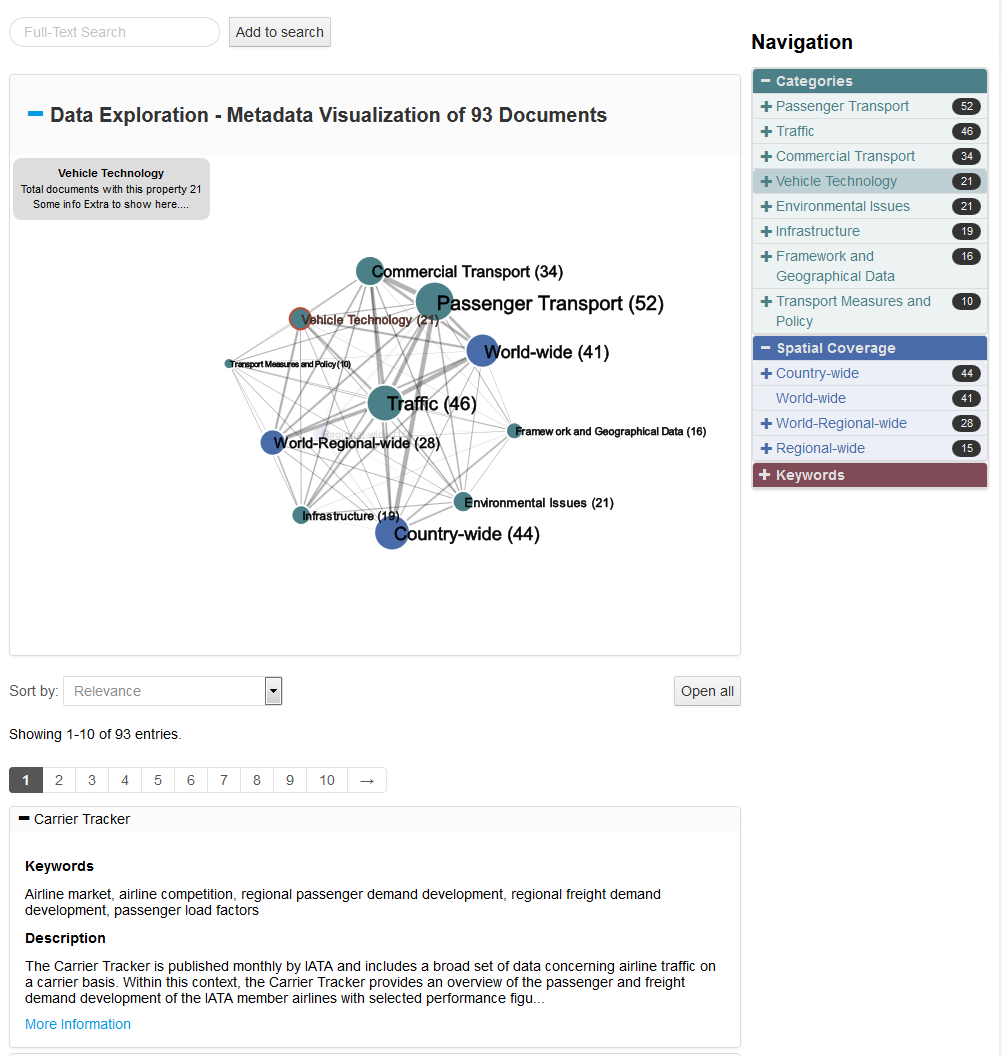 Full-Text Search
Add to search
Data Exploration - Metadata Visualization of 93 Documents
Vehicle Technology
Total documents with this property 21
Some info Extra to show here....
Commercial Transport (34)
Passenger Transport (52)
Vehicle Technology (21)
World-wide (41)
Transport Measures and Policy (10)
Traffic (46)
Framework and Geographical Data (16)
World-Regional-wide (28)
Environmental Issues (21)
Infrastructure (19)
Country-wide (44)
Navigation
Categories
Passenger Transport 52
Traffic 46
Commercial Transport 34
Vehicle Technology 21
Environmental Issues 21
Infrastructure 19
Framework and 16
Geographical Data
Transport Measures and 10
Policy
Spatial Coverage
Country-wide 44
World-wide 41
World-Regional-wide 28
Regional-wide 15
Keywords
Sort by: Relevance
Open all
Showing 1-10 of 93 entries.
1 2 3 4 5 6 7 8 9 10 →
Carrier Tracker
Keywords
Airline market, airline competition, regional passenger demand development, regional freight demand
development, passenger load factors
Description
The Carrier Tracker is published monthly by IATA and includes a broad set of data concerning airline traffic on
a carrier basis. Within this context, the Carrier Tracker provides an overview of the passenger and freight
demand development of the IATA member airlines with selected performance figu...
More Information